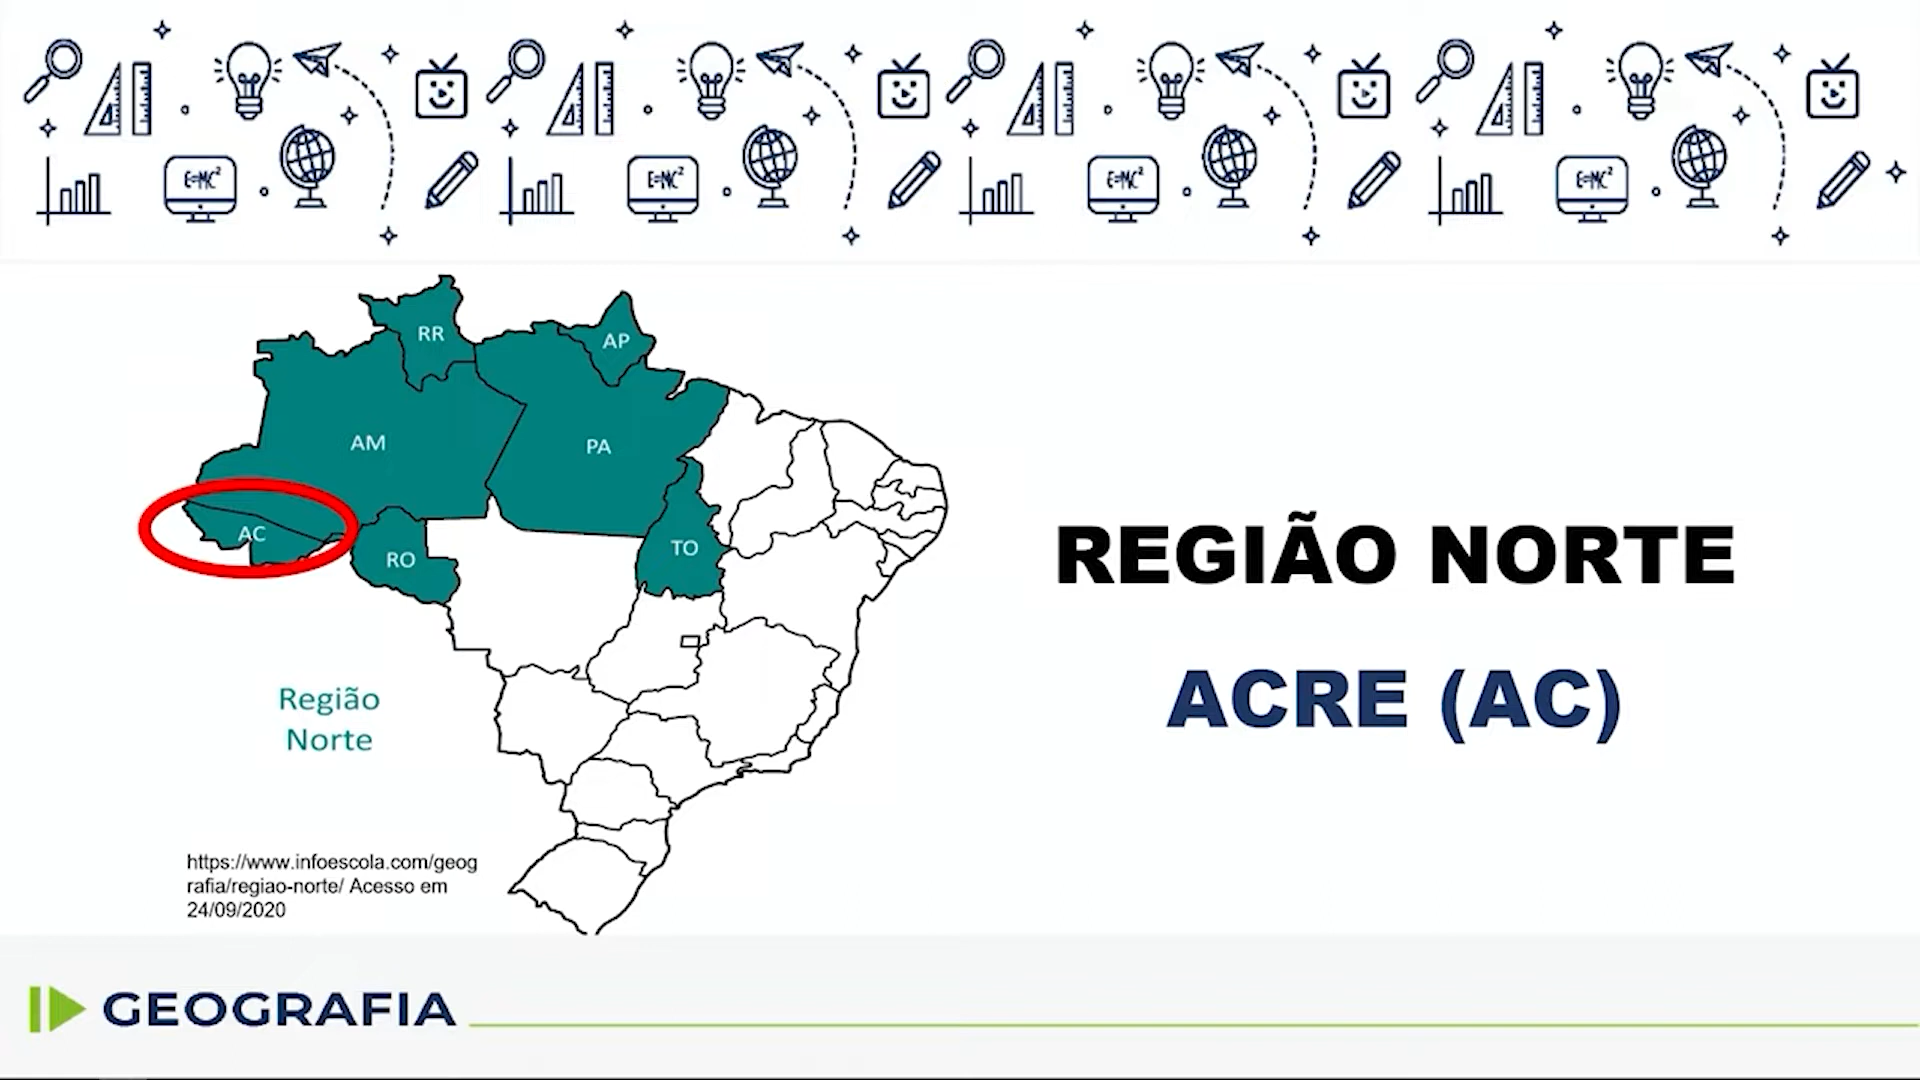 E=MC²
E=MC²
E=MC²
E=MC²
RR
AP
AM
PA
AC
RO
TO
REGIÃO NORTE
ACRE (AC)
Região
Norte
https://www.infoescola.com/geog
rafia/regiao-norte/ Acesso em
24/09/2020
GEOGRAFIA